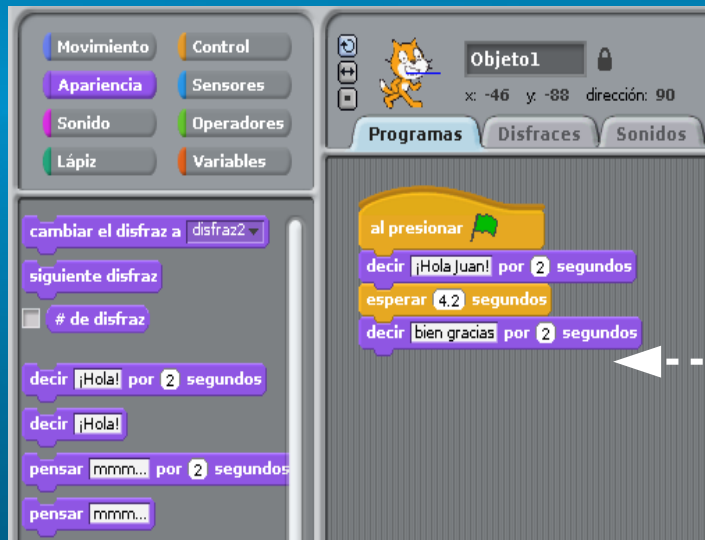 Movimiento
Control
Apariencia
Sensores
Sonido
Operadores
Lápiz
Variables
cambiar el disfraz a disfraz2
siguiente disfraz
# de disfraz
decir ¡Hola! por 2 segundos
decir ¡Hola!
pensar mmm... por 2 segundos
pensar mmm...
Objeto1
x: -46 y: -88 dirección: 90
Programas Disfraces Sonidos
al presionar
decir ¡Hola Juan! por 2 segundos
esperar 4.2 segundos
decir bien gracias por 2 segundos